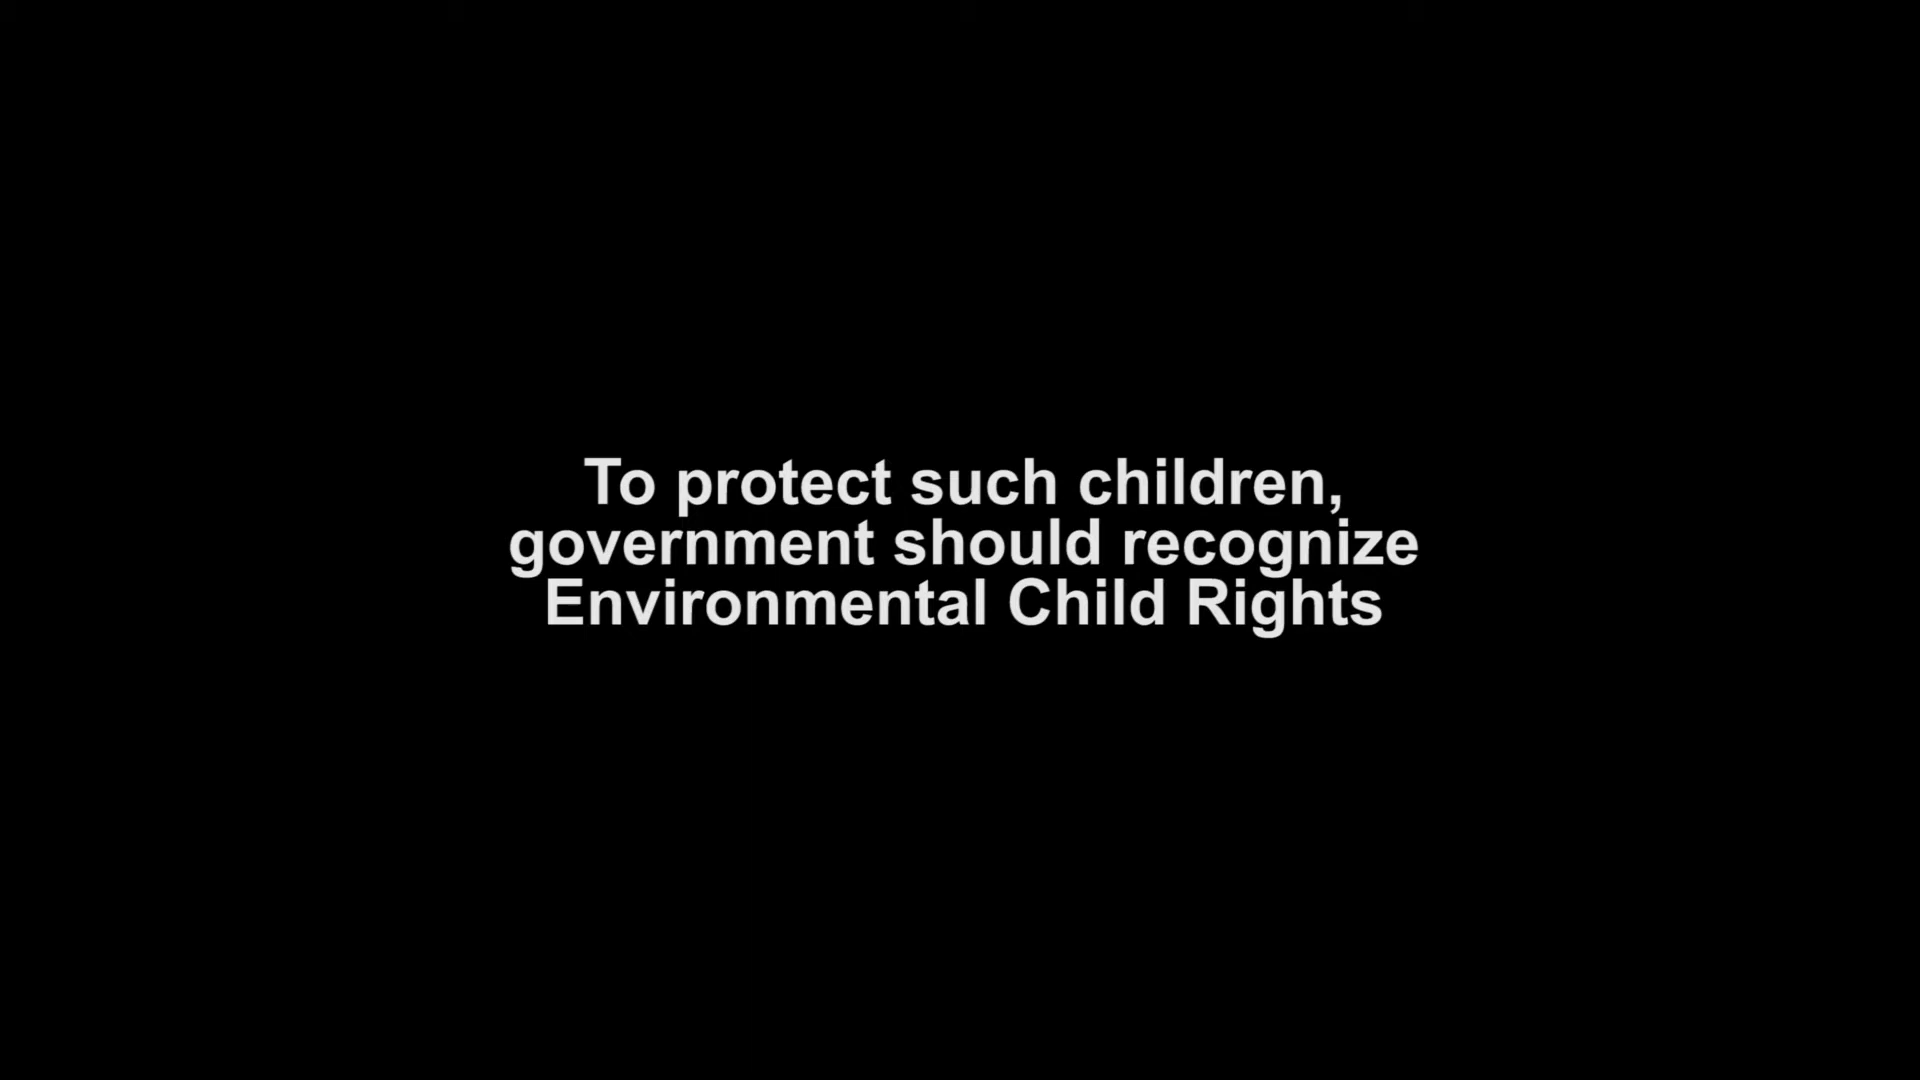 To protect such children,
government should recognize
Environmental Child Rights